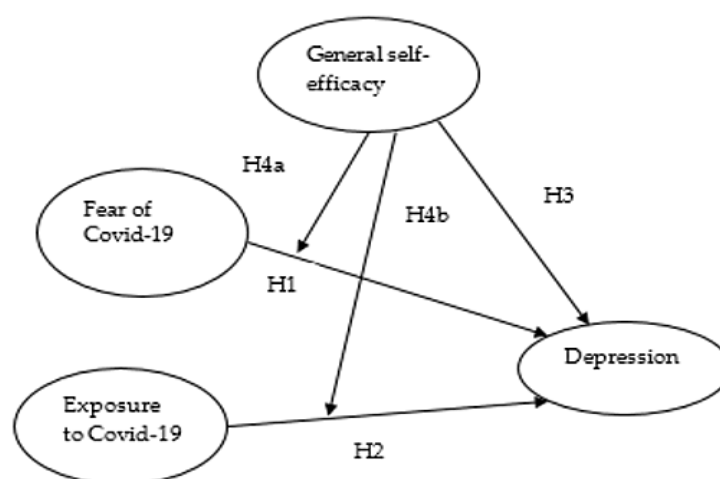 General self-
efficacy
H4a
Fear of
Covid-19
H4b
H3
H1
Depression
Exposure
to Covid-19
H2